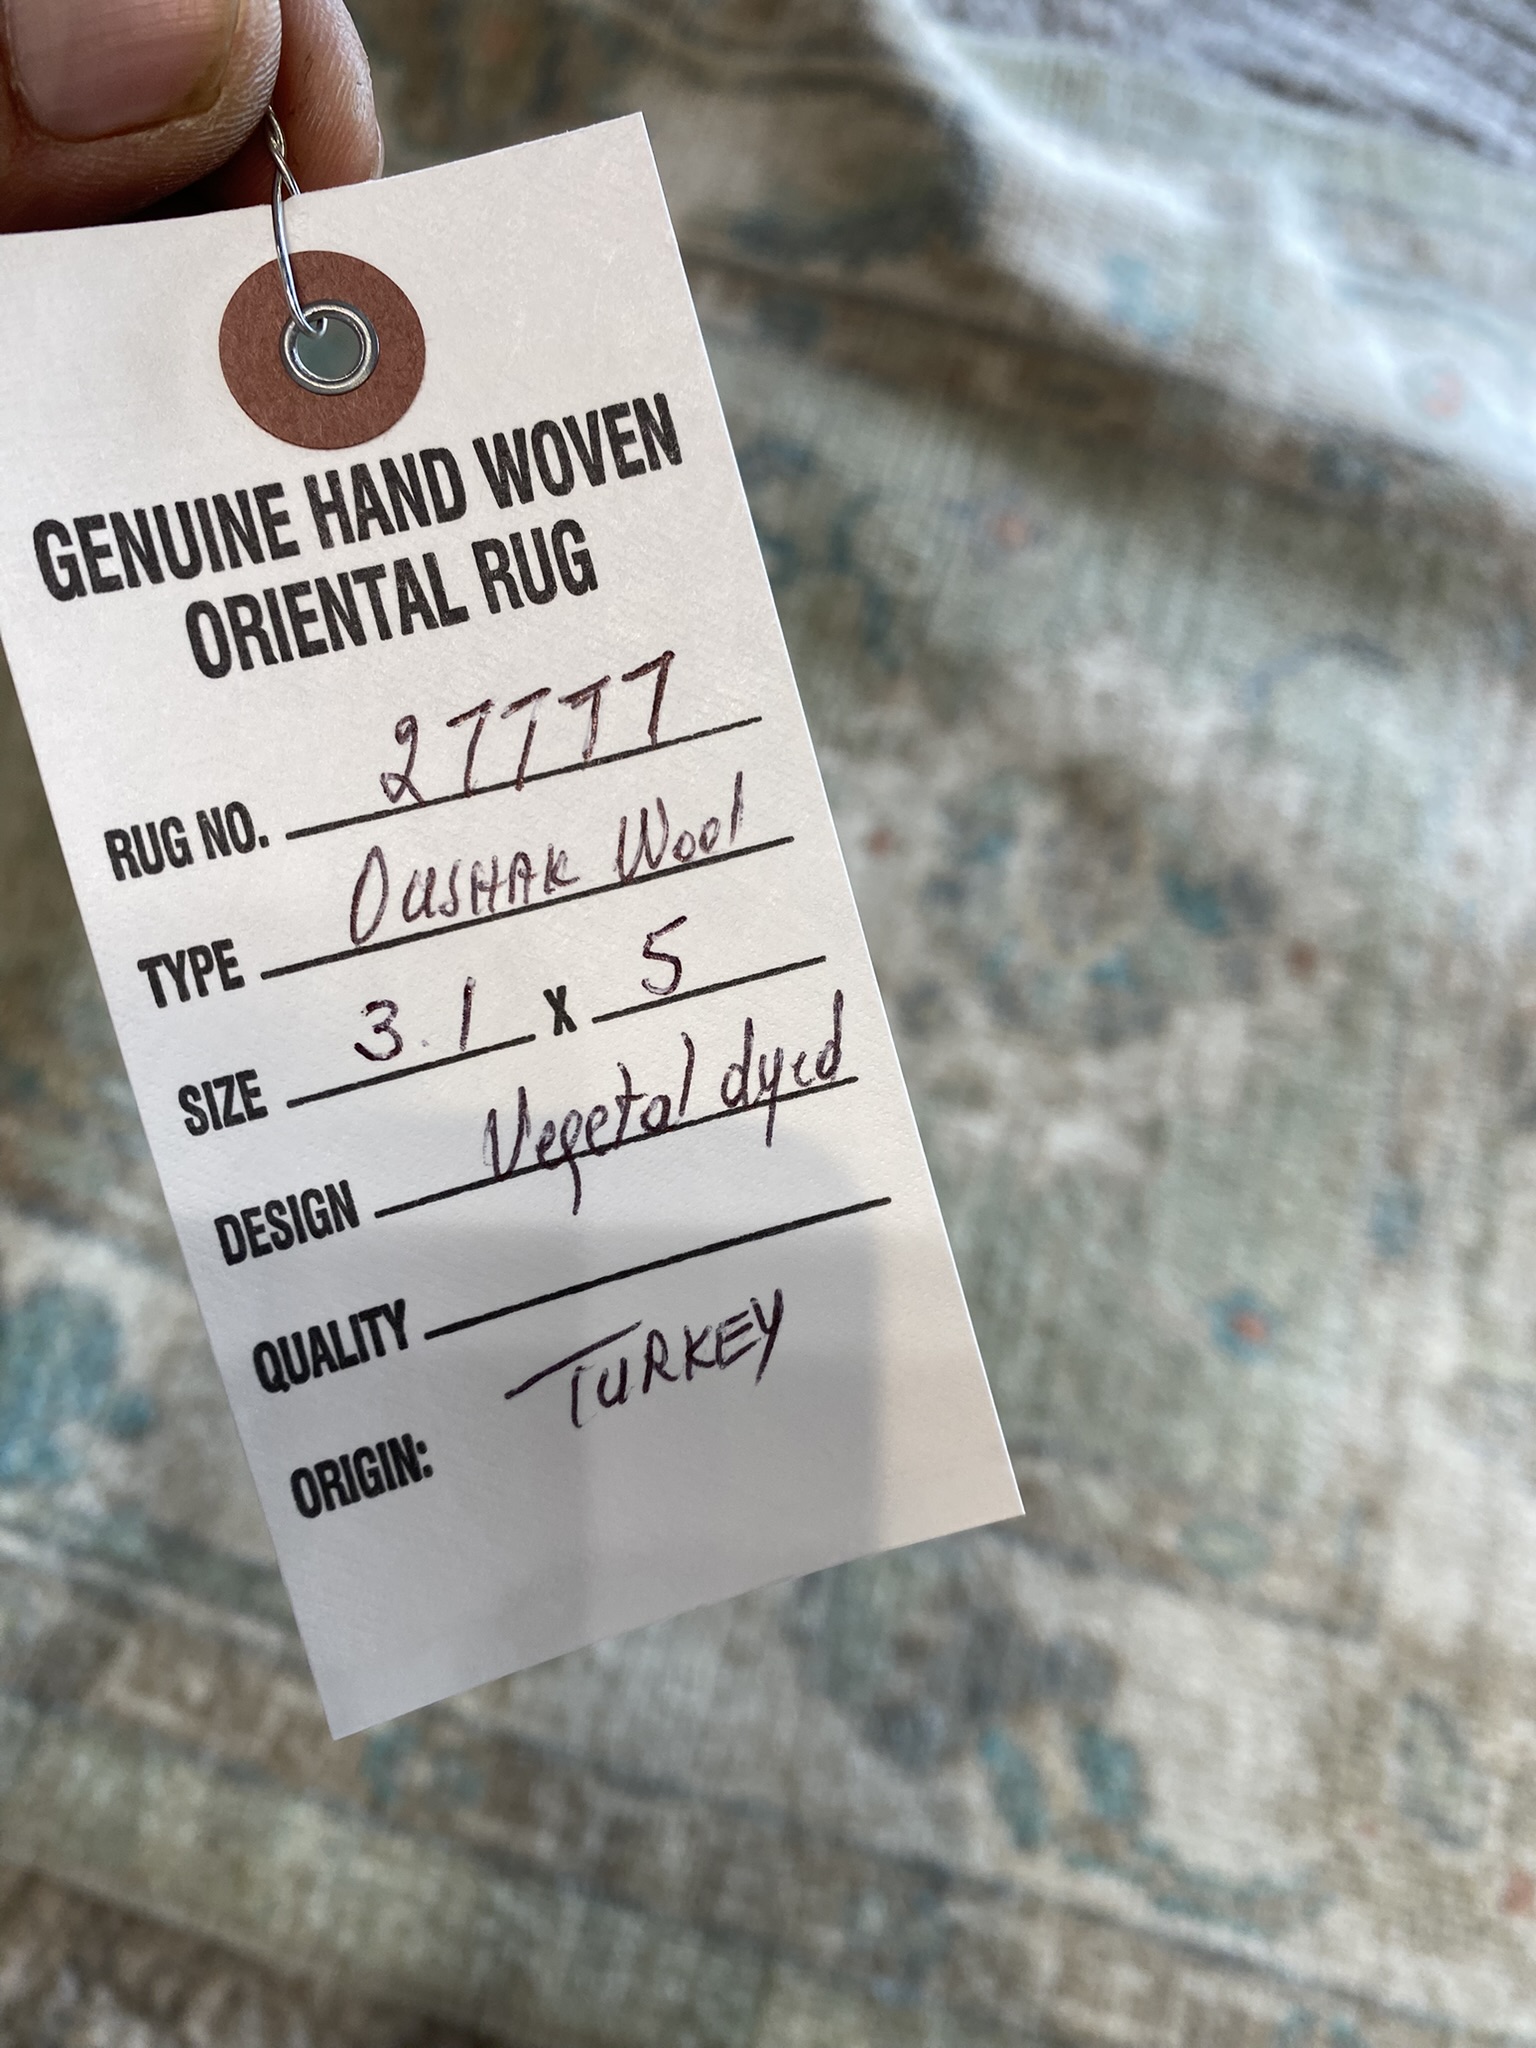 GENUINE HAND WOVEN
ORIENTAL RUG
RUG NO. 27777
TYPE OUSHAK Wool
SIZE 3.1 X 5
DESIGN Vegetal dyed
QUALITY
ORIGIN: TURKEY